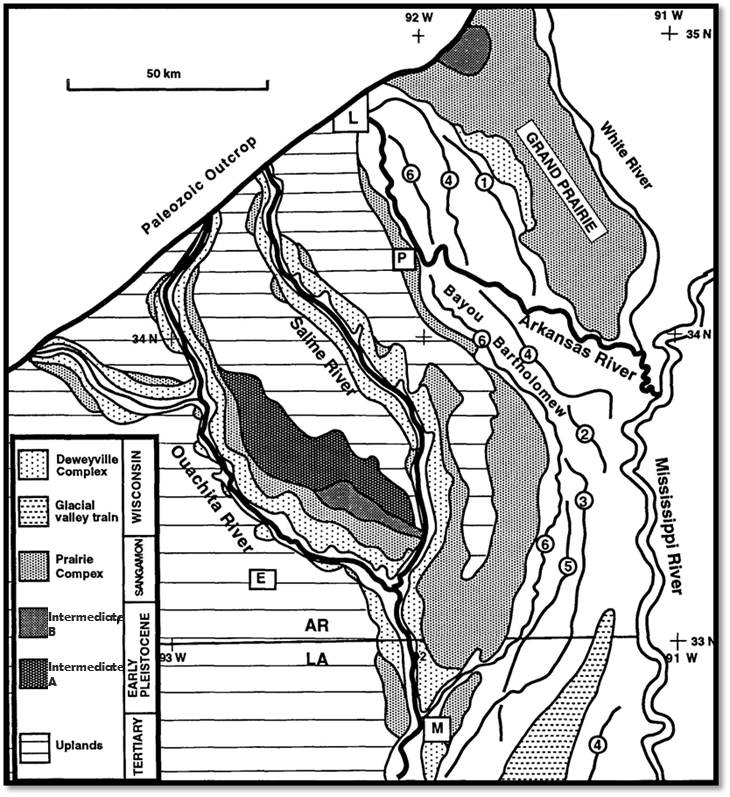 92 W
91 W
35 N
50 km
L
Paleozoic Outcrop
GRAND PRAIRIE
White River
6
4
1
P
Bayou
Bartholomew
Arkansas River
34 N
34 N
Saline River
6
4
2
Ouachita River
Mississippi River
3
6
5
E
AR
LA
33 N
93 W
91 W
2
M
4
Deweyville
Complex
Glacial
valley train
Prairie
Compex
Intermediate
B
Intermediate
A
Uplands
WISCONSIN
SANGAMON
EARLY
PLEISTOCENE
TERTIARY